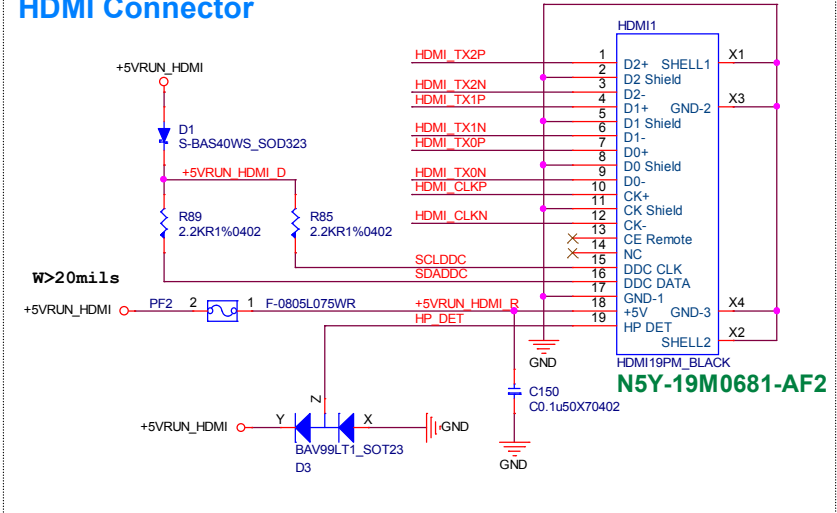 HDMI Connector
+5VRUN_HDMI
D1
S-BAS40WS_SOD323
+5VRUN_HDMI_D
R89
2.2KR1%0402
R85
2.2KR1%0402
W>20mils
+5VRUN_HDMI
PF2
2
1
F-0805L075WR
HDMI_TX2P
HDMI_TX2N
HDMI_TX1P
HDMI_TX1N
HDMI_TX0P
HDMI_TX0N
HDMI_CLKP
HDMI_CLKN
SCLDDC
SDADDC
+5VRUN_HDMI_R
HP_DET
HDMI1
1 D2+ SHELL1 X1
2 D2 Shield
3 D2-
4 D1+ GND-2 X3
5 D1 Shield
6 D1-
7 D0+
8 D0 Shield
9 D0-
10 CK+
11 CK Shield
12 CK-
13 CE Remote
14 NC
15 DDC CLK
16 DDC DATA
17 GND-1
18 +5V GND-3 X4
19 HP DET
SHELL2 X2
HDMI19PM_BLACK
N5Y-19M0681-AF2
GND
C150
C0.1u50X70402
GND
+5VRUN_HDMI
Y
Z
X
GND
BAV99LT1_SOT23
D3